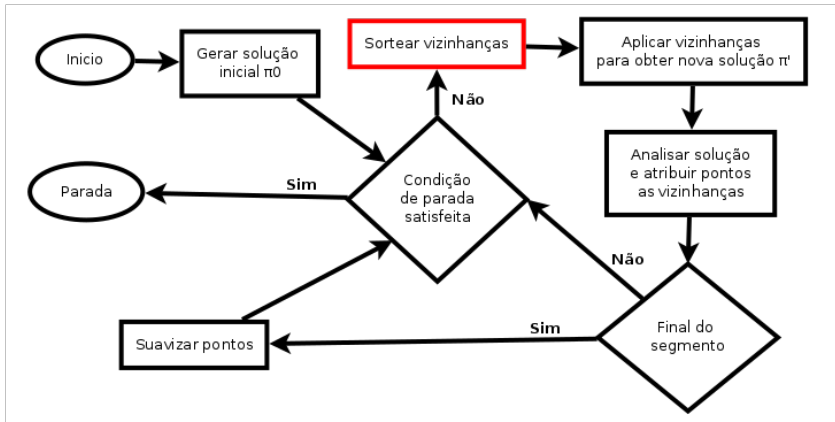 Inicio
Gerar solução
inicial π0
Sortear vizinhanças
Aplicar vizinhanças
para obter nova solução π'
Não
Analisar solução
e atribuir pontos
as vizinhanças
Condição
de parada
satisfeita
Sim
Parada
Não
Final do
segmento
Sim
Suavizar pontos